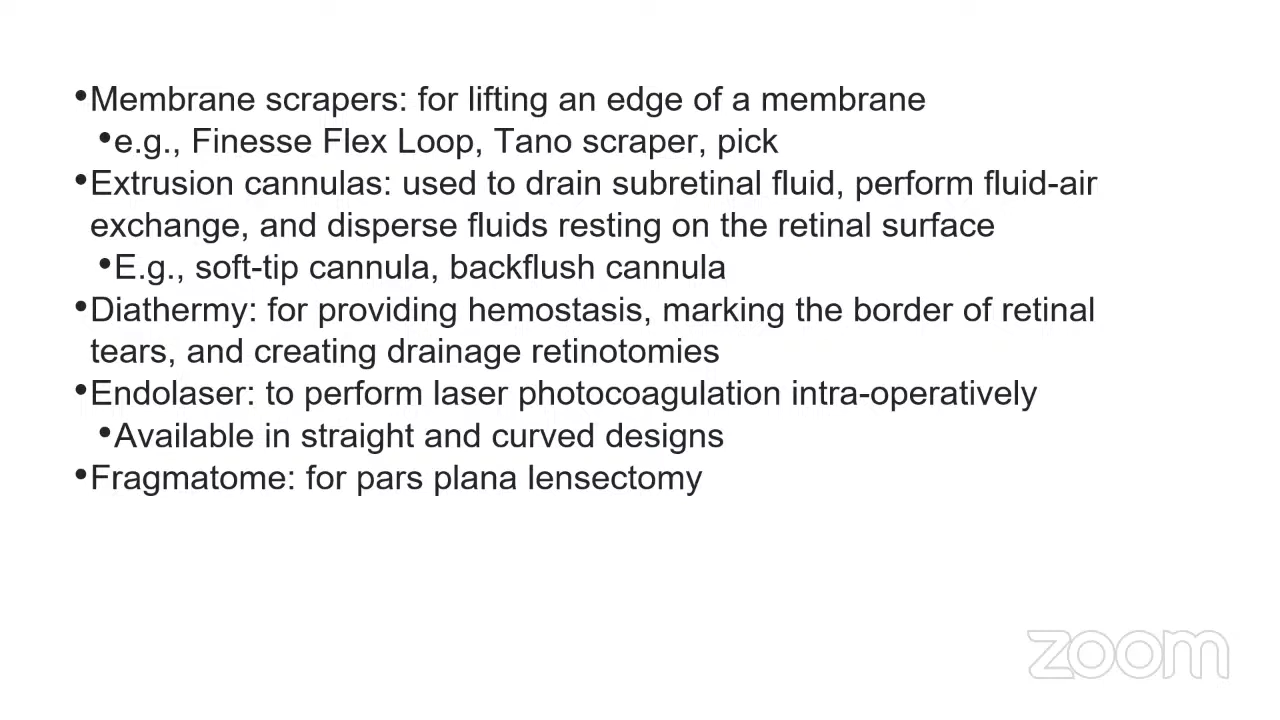 •Membrane scrapers: for lifting an edge of a membrane
•e.g., Finesse Flex Loop, Tano scraper, pick
•Extrusion cannulas: used to drain subretinal fluid, perform fluid-air
exchange, and disperse fluids resting on the retinal surface
•E.g., soft-tip cannula, backflush cannula
•Diathermy: for providing hemostasis, marking the border of retinal
tears, and creating drainage retinotomies
•Endolaser: to perform laser photocoagulation intra-operatively
•Available in straight and curved designs
•Fragmatome: for pars plana lensectomy
zoom